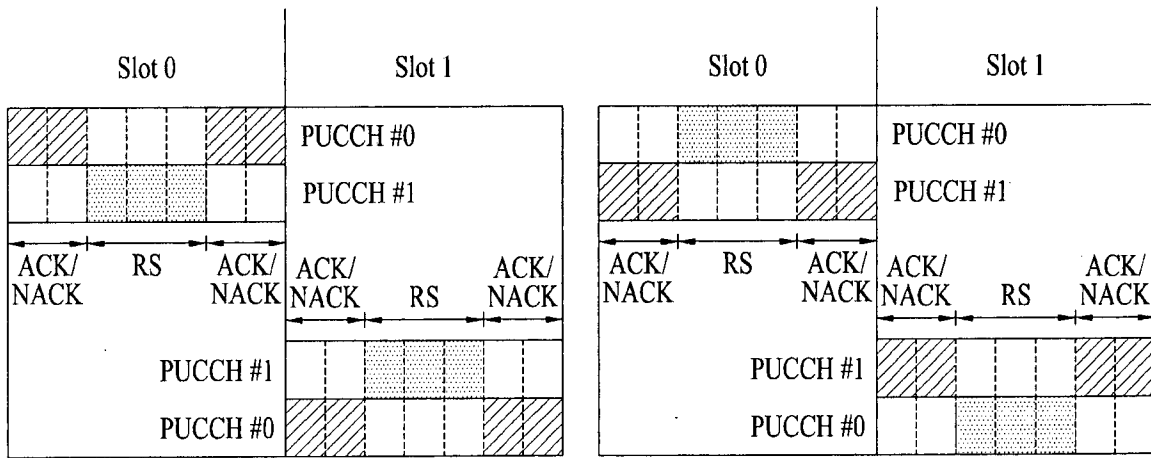 Slot 0
Slot 1
PUCCH #0
PUCCH #1
ACK/
NACK
RS
ACK/
NACK
ACK/
NACK
RS
ACK/
NACK
PUCCH #1
PUCCH #0
Slot 0
Slot 1
PUCCH #0
PUCCH #1
ACK/
NACK
RS
ACK/
NACK
ACK/
NACK
RS
ACK/
NACK
PUCCH #1
PUCCH #0